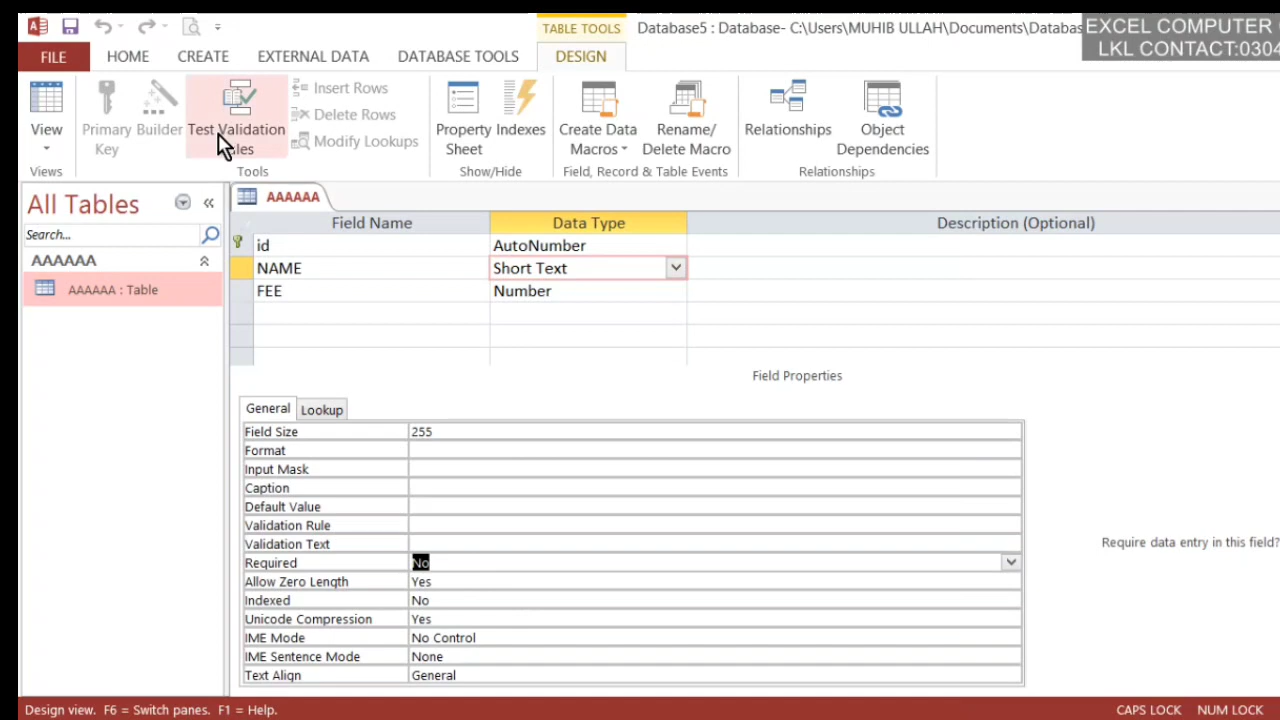 TABLE TOOLS
Database5 : Database- C:\Users\MUHIB ULLAH\Documents\Databas
EXCEL COMPUTER
LKL CONTACT:0304
FILE HOME CREATE EXTERNAL DATA DATABASE TOOLS DESIGN
View
Primary Key
Builder
Test Validation
Insert Rows
Delete Rows
Modify Lookups
Property Sheet
Indexes
Create Data Macros
Rename/ Delete Macro
Relationships
Object Dependencies
Views Tools Show/Hide Field, Record & Table Events Relationships
All Tables
«
Search...
AAAAAA
AAAAAA : Table
AAAAAA
Field Name Data Type Description (Optional)
id AutoNumber
NAME Short Text
FEE Number
Field Properties
General Lookup
Field Size 255
Format
Input Mask
Caption
Default Value
Validation Rule
Validation Text
Required No
Allow Zero Length Yes
Indexed No
Unicode Compression Yes
IME Mode No Control
IME Sentence Mode None
Text Align General
Require data entry in this field?
Design view. F6 = Switch panes. F1 = Help. CAPS LOCK NUM LOCK